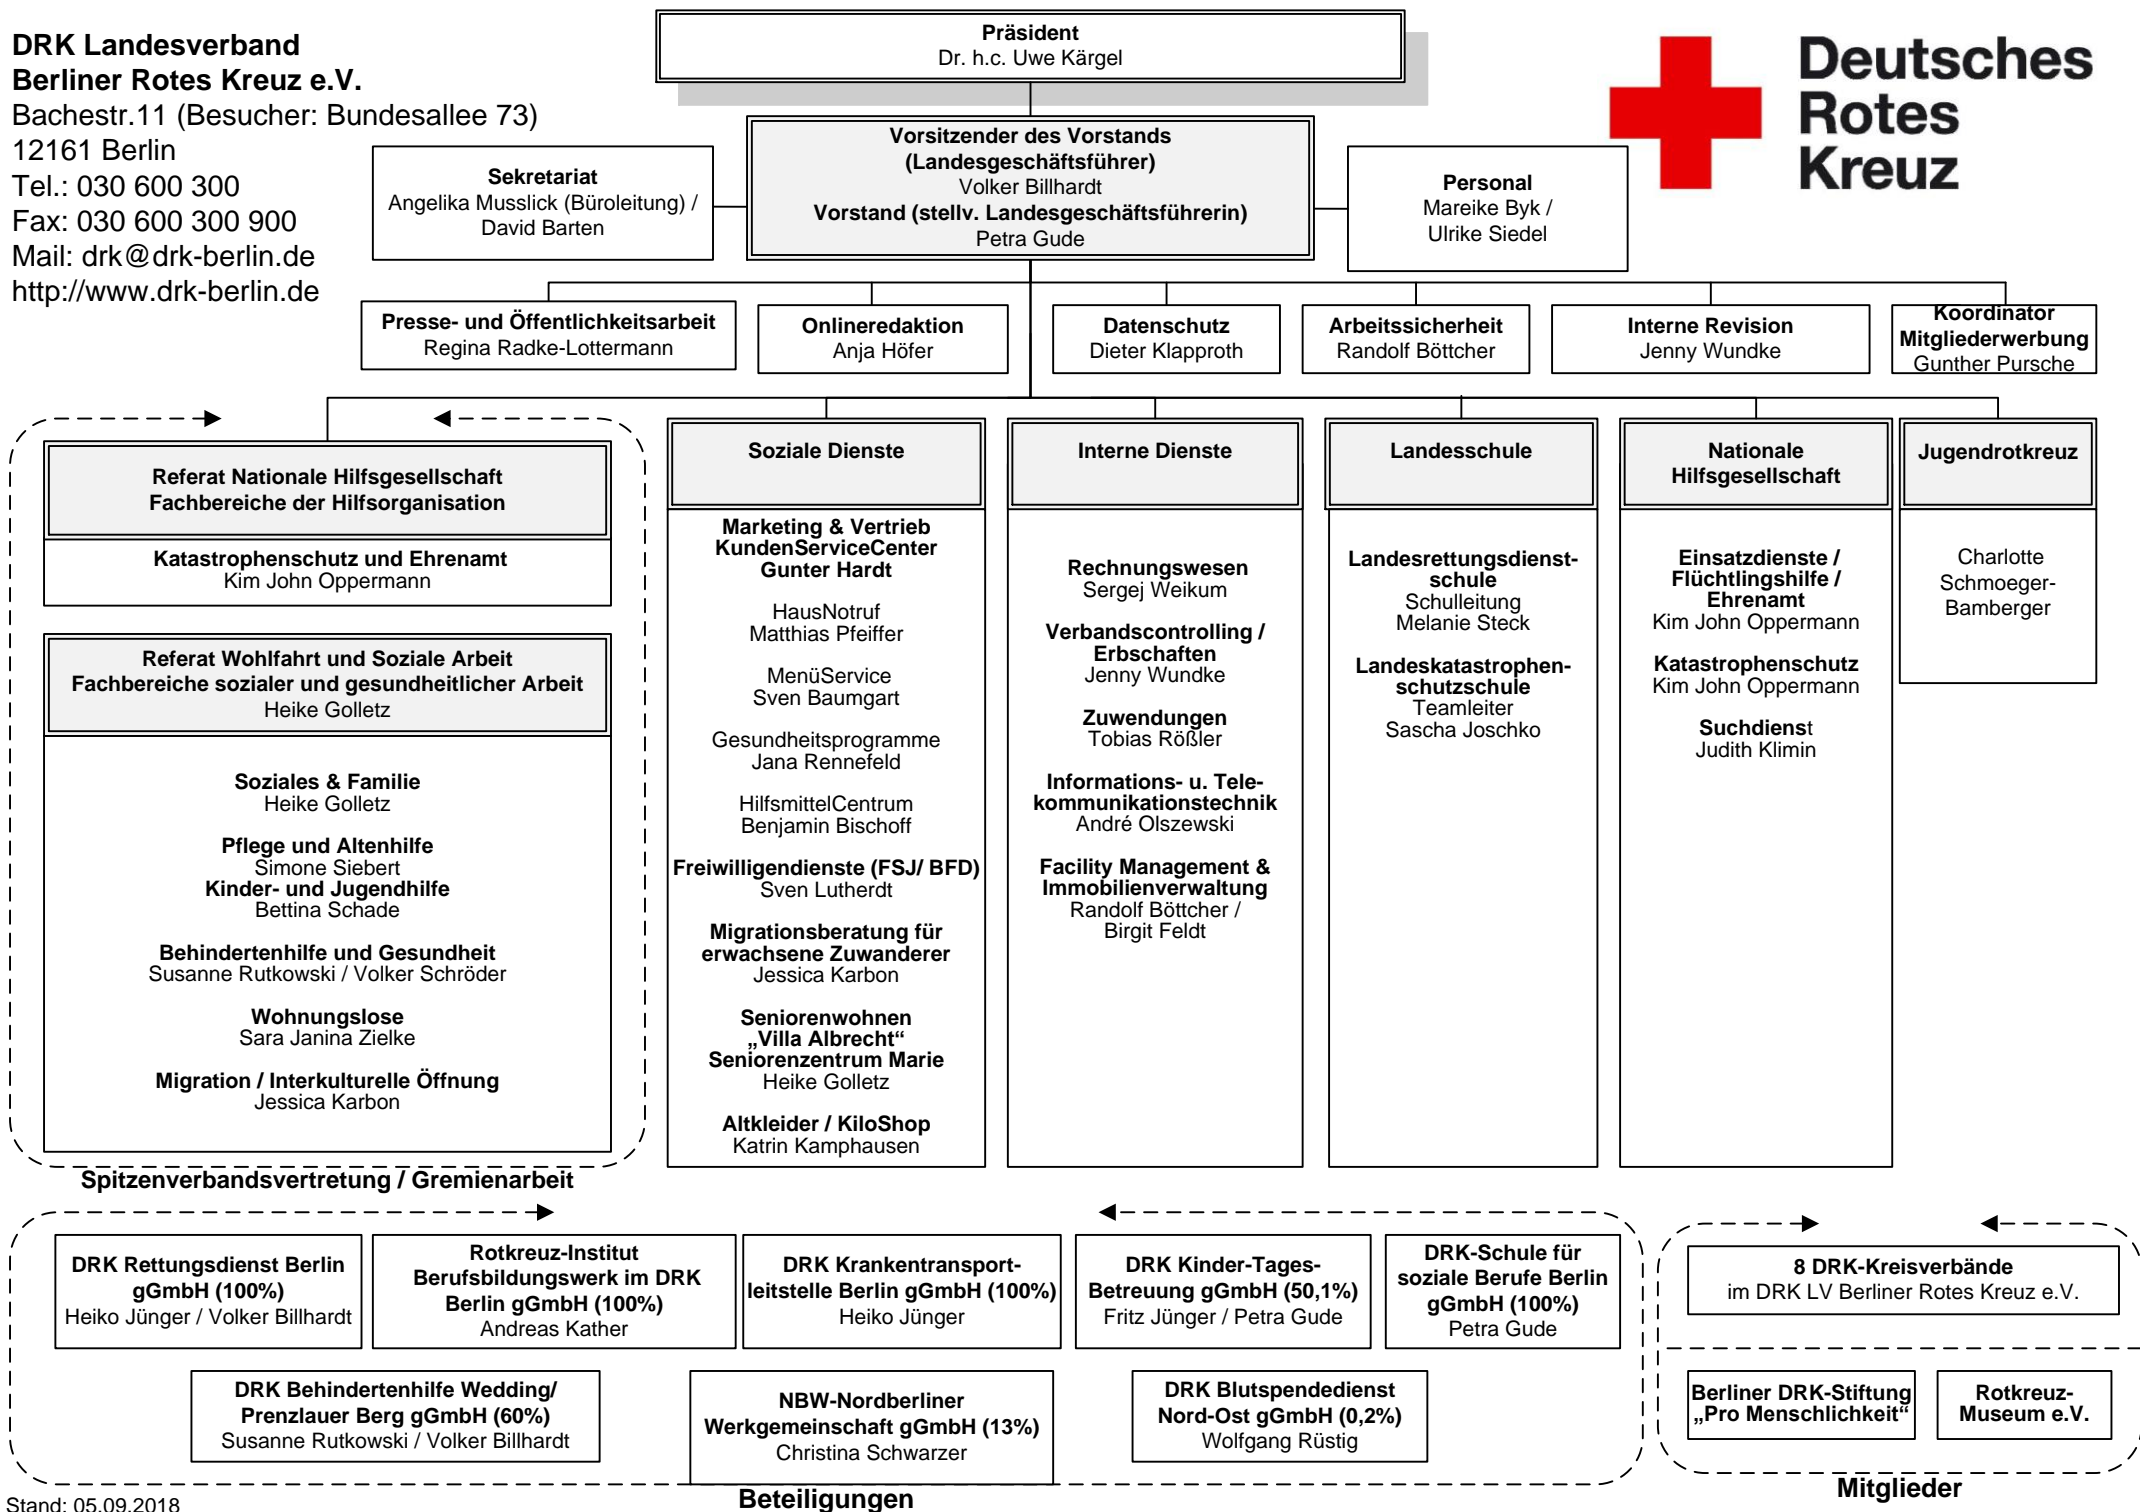 DRK Landesverband
Berliner Rotes Kreuz e.V.
Bachestr.11 (Besucher: Bundesallee 73)
12161 Berlin
Tel.: 030 600 300
Fax: 030 600 300 900
Mail: drk@drk-berlin.de
http://www.drk-berlin.de
Präsident
Dr. h.c. Uwe Kärgel
Deutsches
Rotes
Kreuz
Sekretariat
Angelika Musslick (Büroleitung) /
David Barten
Vorsitzender des Vorstands
(Landesgeschäftsführer)
Volker Billhardt
Vorstand (stellv. Landesgeschäftsführerin)
Petra Gude
Personal
Mareike Byk /
Ulrike Siedel
Presse- und Öffentlichkeitsarbeit
Regina Radke-Lottermann
Onlineredaktion
Anja Höfer
Datenschutz
Dieter Klapproth
Arbeitssicherheit
Randolf Böttcher
Interne Revision
Jenny Wundke
Koordinator
Mitgliederwerbung
Gunther Pursche
Referat Nationale Hilfsgesellschaft
Fachbereiche der Hilfsorganisation
Katastrophenschutz und Ehrenamt
Kim John Oppermann
Referat Wohlfahrt und Soziale Arbeit
Fachbereiche sozialer und gesundheitlicher Arbeit
Heike Golletz
Soziales & Familie
Heike Golletz
Pflege und Altenhilfe
Simone Siebert
Kinder- und Jugendhilfe
Bettina Schade
Behindertenhilfe und Gesundheit
Susanne Rutkowski / Volker Schröder
Wohnungslose
Sara Janina Zielke
Migration / Interkulturelle Öffnung
Jessica Karbon
Spitzenverbandsvertretung / Gremienarbeit
Soziale Dienste
Marketing & Vertrieb
KundenServiceCenter
Gunter Hardt
HausNotruf
Matthias Pfeiffer
MenüService
Sven Baumgart
Gesundheitsprogramme
Jana Rennefeld
HilfsmittelCentrum
Benjamin Bischoff
Freiwilligendienste (FSJ/ BFD)
Sven Lutherdt
Migrationsberatung für
erwachsene Zuwanderer
Jessica Karbon
Seniorenwohnen
„Villa Albrecht“
Seniorenzentrum Marie
Heike Golletz
Altkleider / KiloShop
Katrin Kamphausen
Interne Dienste
Rechnungswesen
Sergej Weikum
Verbandscontrolling /
Erbschaften
Jenny Wundke
Zuwendungen
Tobias Rößler
Informations- u. Tele-
kommunikationstechnik
André Olszewski
Facility Management &
Immobilienverwaltung
Randolf Böttcher /
Birgit Feldt
Landesschule
Landesrettungsdienst-
schule
Schulleitung
Melanie Steck
Landeskatastrophen-
schutzschule
Teamleiter
Sascha Joschko
Nationale
Hilfsgesellschaft
Einsatzdienste /
Flüchtlingshilfe /
Ehrenamt
Kim John Oppermann
Katastrophenschutz
Kim John Oppermann
Suchdienst
Judith Klimin
Jugendrotkreuz
Charlotte
Schmoeger-
Bamberger
DRK Rettungsdienst Berlin
gGmbH (100%)
Heiko Jünger / Volker Billhardt
Rotkreuz-Institut
Berufsbildungswerk im DRK
Berlin gGmbH (100%)
Andreas Kather
DRK Krankentransport-
leitstelle Berlin gGmbH (100%)
Heiko Jünger
DRK Kinder-Tages-
Betreuung gGmbH (50,1%)
Fritz Jünger / Petra Gude
DRK-Schule für
soziale Berufe Berlin
gGmbH (100%)
Petra Gude
DRK Behindertenhilfe Wedding/
Prenzlauer Berg gGmbH (60%)
Susanne Rutkowski / Volker Billhardt
NBW-Nordberliner
Werkgemeinschaft gGmbH (13%)
Christina Schwarzer
DRK Blutspendedienst
Nord-Ost gGmbH (0,2%)
Wolfgang Rüstig
Beteiligungen
8 DRK-Kreisverbände
im DRK LV Berliner Rotes Kreuz e.V.
Berliner DRK-Stiftung
„Pro Menschlichkeit“
Rotkreuz-
Museum e.V.
Mitglieder
Stand: 05.09.2018